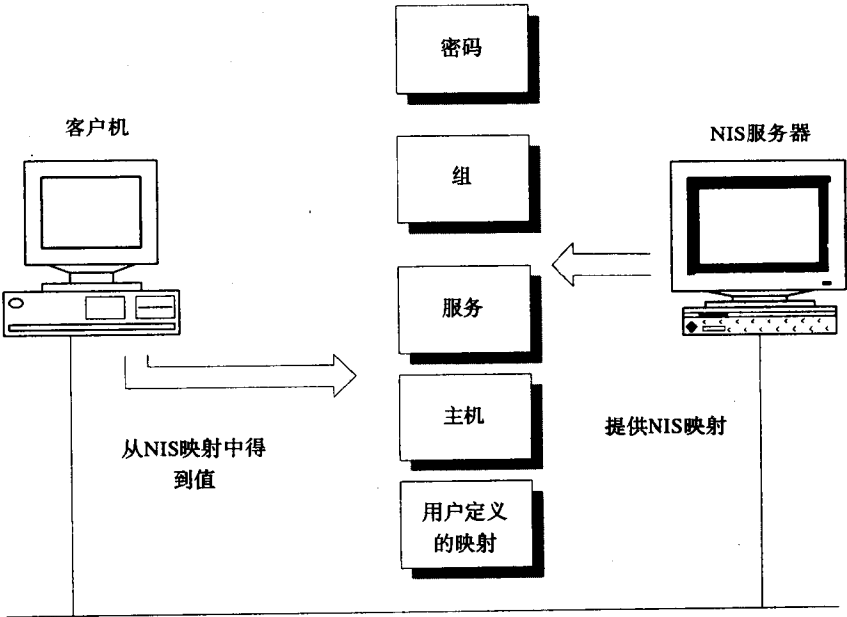 密码
客户机
NIS服务器
组
服务
主机
提供NIS映射
从NIS映射中得
到值
用户定义
的映射